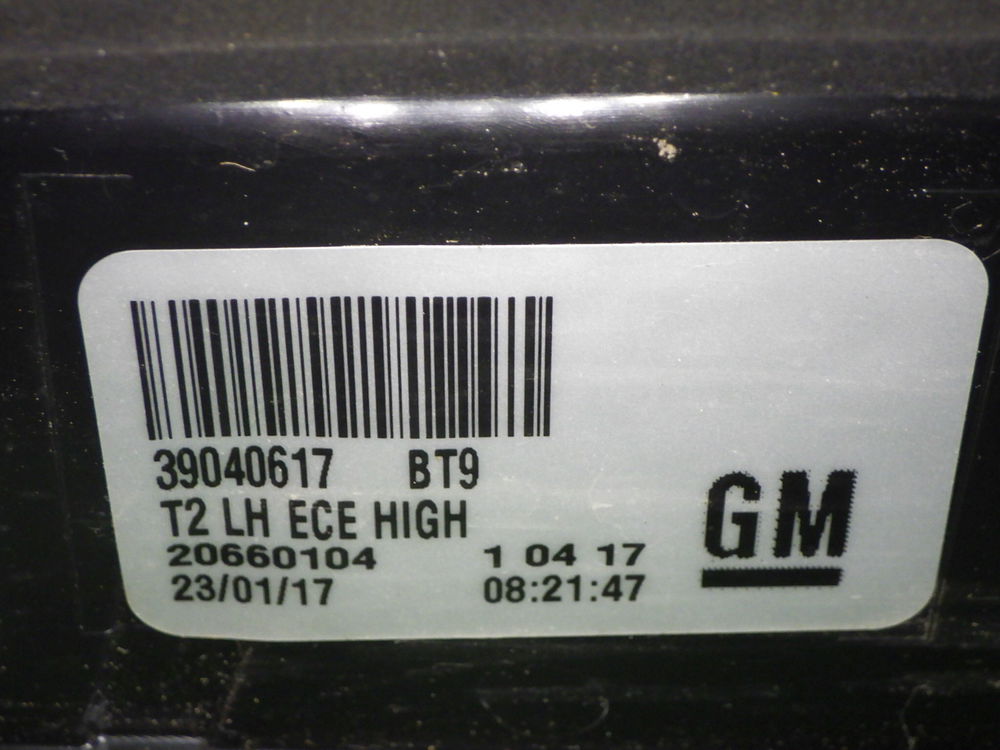 39040617 BT9
T2 LH ECE HIGH
20660104 1 04 17
23/01/17 08:21:47
GM